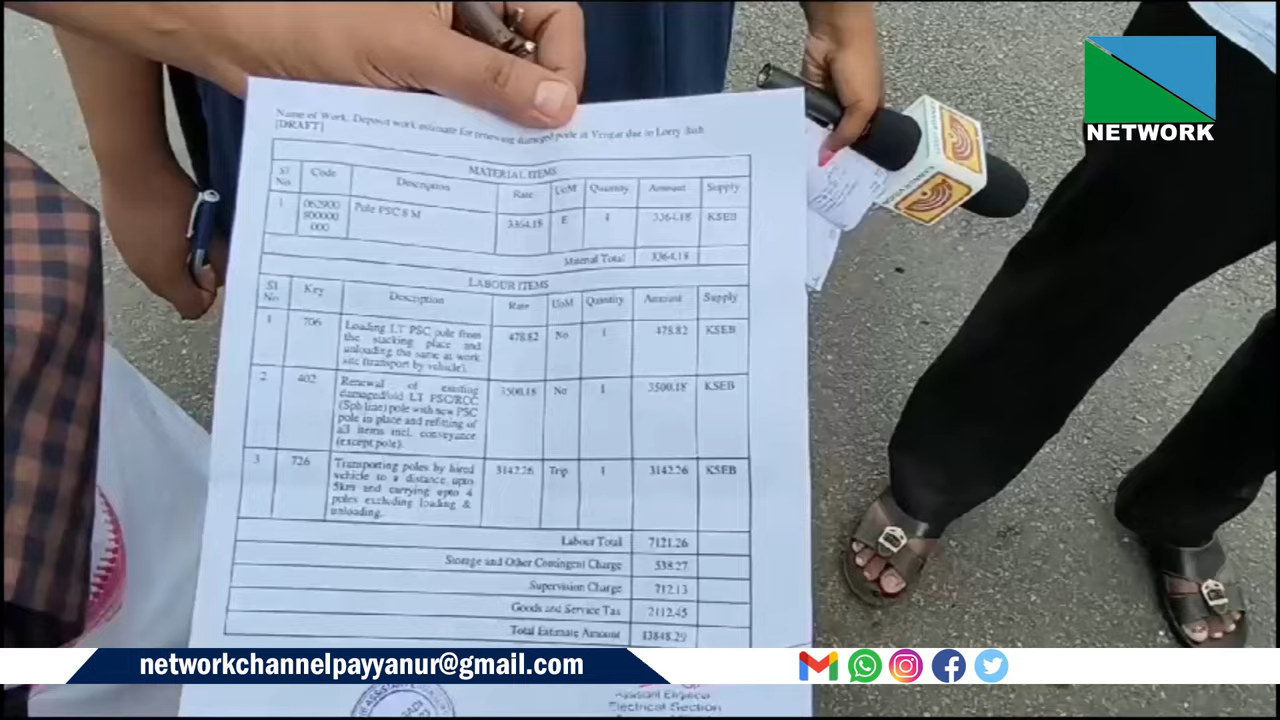 Name of Work: Deposit work estimate for renewing damaged pole in Vengar due to Lorry dash
[DRAFT]
MATERIAL ITEMS
Sl No Code Description Rate UoM Quantity Amount Supply
1 062900 Pole PSC 8 M 3364.18 E 1 3364.18 KSEB
800000
000
Material Total 3364.18
LABOUR ITEMS
Sl No Key Description Rate UoM Quantity Amount Supply
1 706 Loading LT PSC pole from 478.82 No 1 478.82 KSEB
the stacking place and
unloading the same at work
site (transport by vehicle).
2 402 Renewal of existing 3500.18 No 1 3500.18 KSEB
damaged/old LT PSC/RCC
(Sph line) pole with new PSC
pole in place and refitting of
all items incl. conveyance
(except pole).
3 726 Transporting poles by hired 3142.26 Trip 1 3142.26 KSEB
vehicle to a distance upto
5km and carrying upto 4
poles excluding loading &
unloading.
Labour Total 7121.26
Storage and Other Contingent Charge 538.27
Supervision Charge 712.13
Goods and Service Tax 2112.45
Total Estimate Amount 13848.29
Assistant Engineer
Electrical Section
NETWORK
networkchannelpayyanur@gmail.com